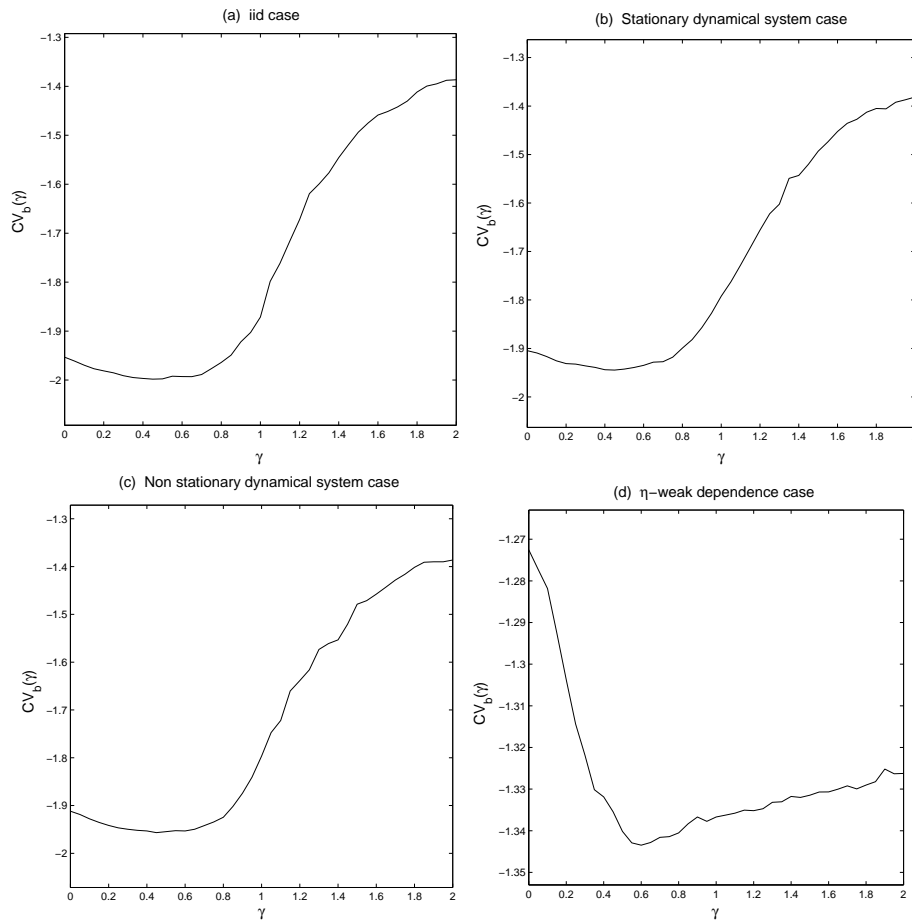 (a) iid case
−1.3
−1.4
−1.5
−1.6
−1.7
−1.8
−1.9
−2
CV_b(γ)
0 0.2 0.4 0.6 0.8 1 1.2 1.4 1.6 1.8 2
γ
(b) Stationary dynamical system case
−1.3
−1.4
−1.5
−1.6
−1.7
−1.8
−1.9
−2
CV_b(γ)
0 0.2 0.4 0.6 0.8 1 1.2 1.4 1.6 1.8
γ
(c) Non stationary dynamical system case
−1.3
−1.4
−1.5
−1.6
−1.7
−1.8
−1.9
−2
CV_b(γ)
0 0.2 0.4 0.6 0.8 1 1.2 1.4 1.6 1.8 2
γ
(d) η−weak dependence case
−1.27
−1.28
−1.29
−1.3
−1.31
−1.32
−1.33
−1.34
−1.35
CV_b(γ)
0 0.2 0.4 0.6 0.8 1 1.2 1.4 1.6 1.8 2
γ